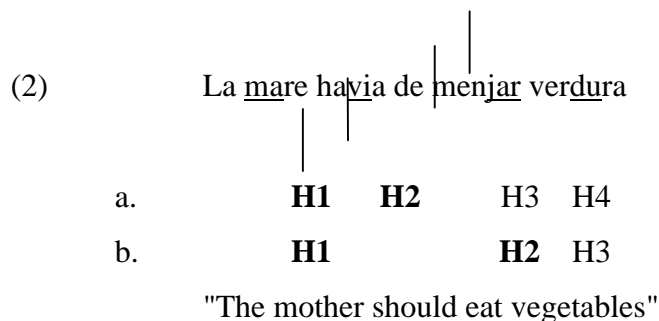 (2) La mare havia de menjar verdura
a. H1 H2 H3 H4
b. H1 H2 H3
"The mother should eat vegetables"